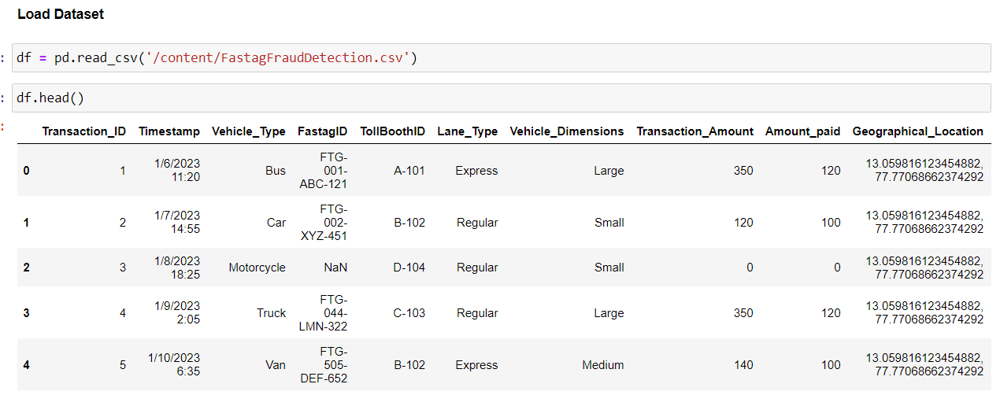 Load Dataset
: df = pd.read_csv('/content/FastagFraudDetection.csv')
: df.head()
:
Transaction_ID Timestamp Vehicle_Type FastagID TollBoothID Lane_Type Vehicle_Dimensions Transaction_Amount Amount_paid Geographical_Location
0 1 1/6/2023 11:20 Bus FTG-001-ABC-121 A-101 Express Large 350 120 13.059816123454882, 77.77068662374292
1 2 1/7/2023 14:55 Car FTG-002-XYZ-451 B-102 Regular Small 120 100 13.059816123454882, 77.77068662374292
2 3 1/8/2023 18:25 Motorcycle NaN D-104 Regular Small 0 0 13.059816123454882, 77.77068662374292
3 4 1/9/2023 2:05 Truck FTG-044-LMN-322 C-103 Regular Large 350 120 13.059816123454882, 77.77068662374292
4 5 1/10/2023 6:35 Van FTG-505-DEF-652 B-102 Express Medium 140 100 13.059816123454882, 77.77068662374292